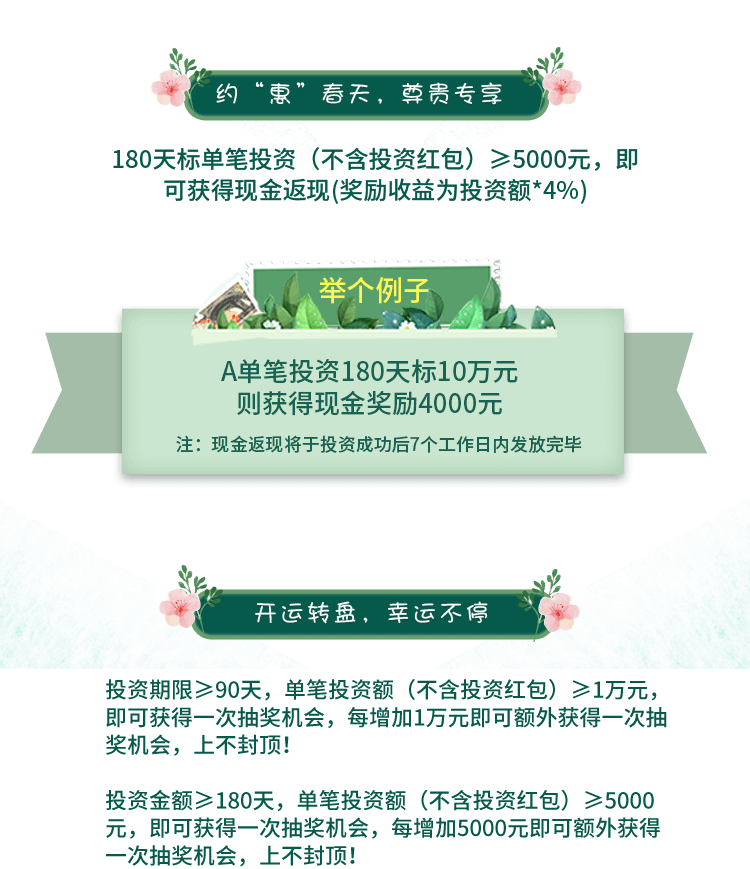 约“惠”春天，尊贵专享
180天标单笔投资（不含投资红包）≥5000元，即
可获得现金返现(奖励收益为投资额*4%)
举个例子
A单笔投资180天标10万元
则获得现金奖励4000元
注：现金返现将于投资成功后7个工作日内发放完毕
开运转盘，幸运不停
投资期限≥90天，单笔投资额（不含投资红包）≥1万元，
即可获得一次抽奖机会，每增加1万元即可额外获得一次抽
奖机会，上不封顶！
投资金额≥180天，单笔投资额（不含投资红包）≥5000
元，即可获得一次抽奖机会，每增加5000元即可额外获得
一次抽奖机会，上不封顶！